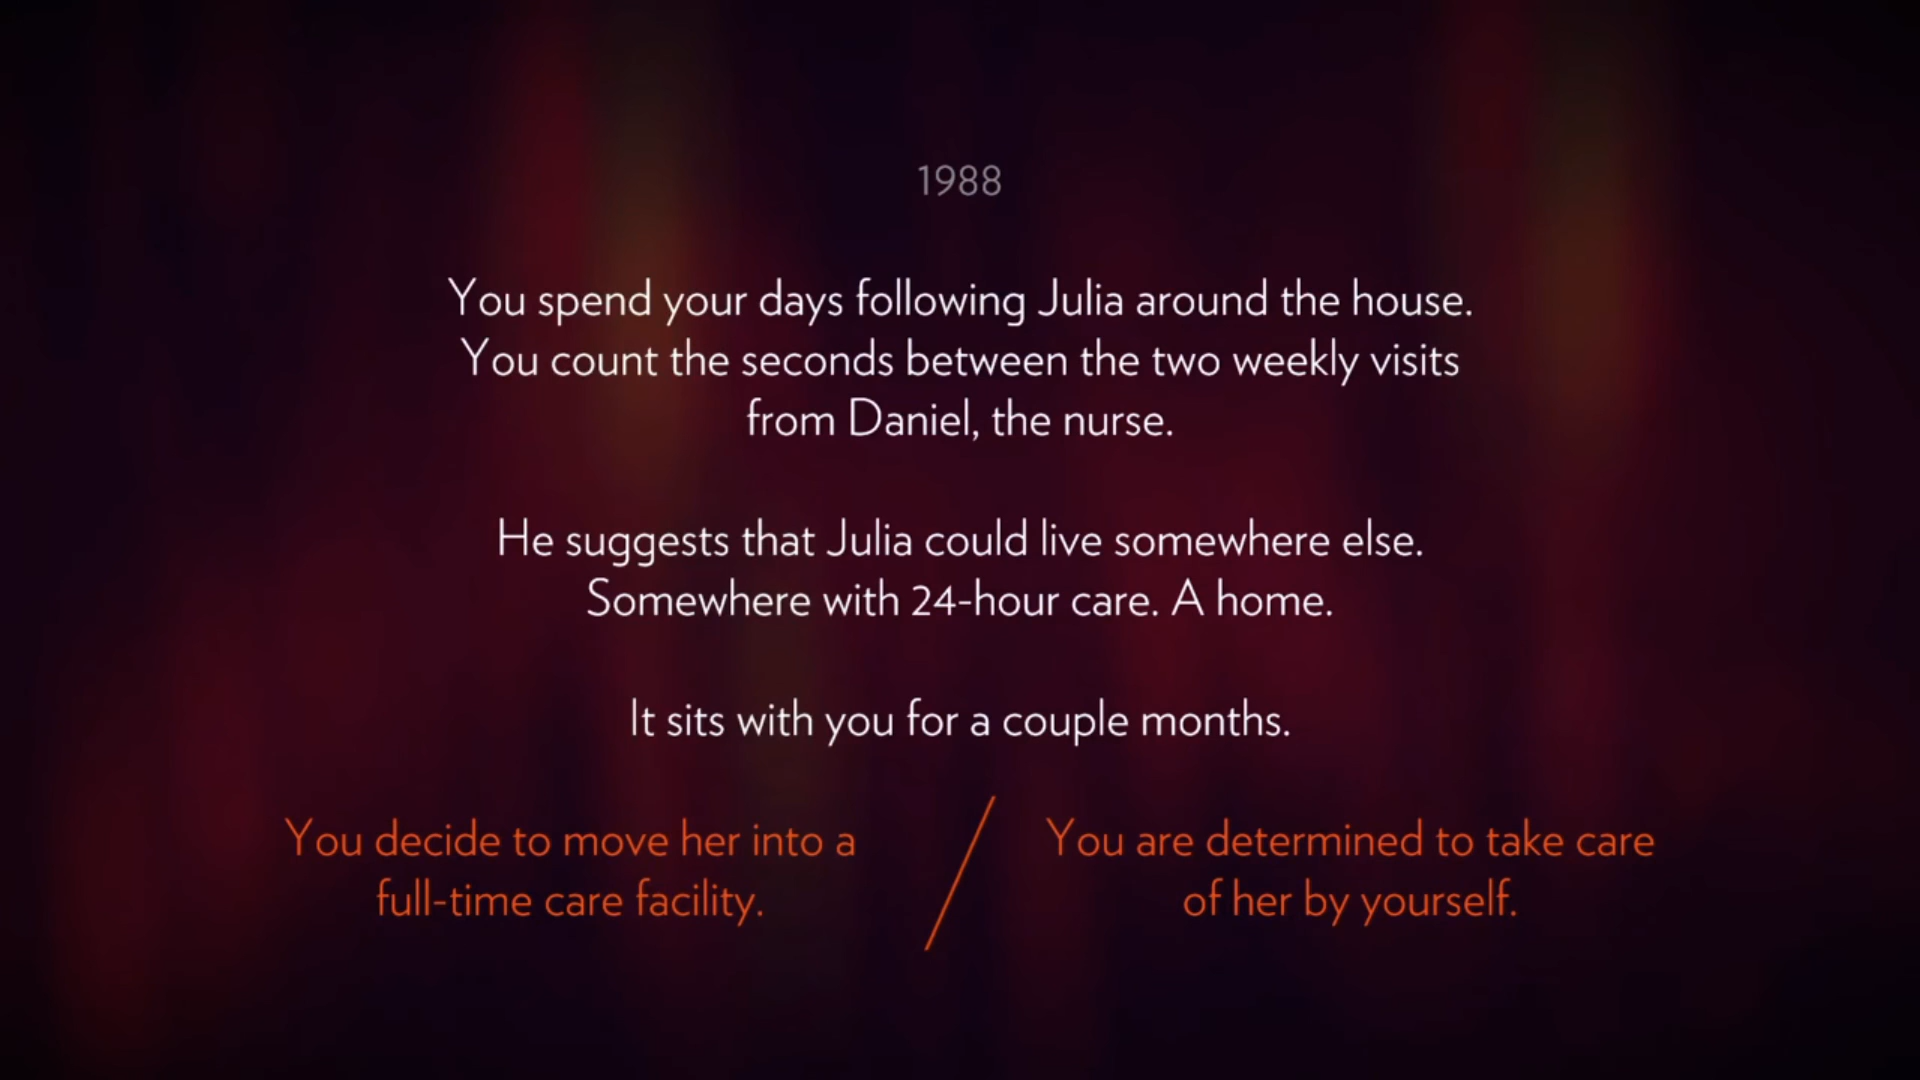 1988
You spend your days following Julia around the house.
You count the seconds between the two weekly visits
from Daniel, the nurse.
He suggests that Julia could live somewhere else.
Somewhere with 24-hour care. A home.
It sits with you for a couple months.
You decide to move her into a
full-time care facility.
/
You are determined to take care
of her by yourself.